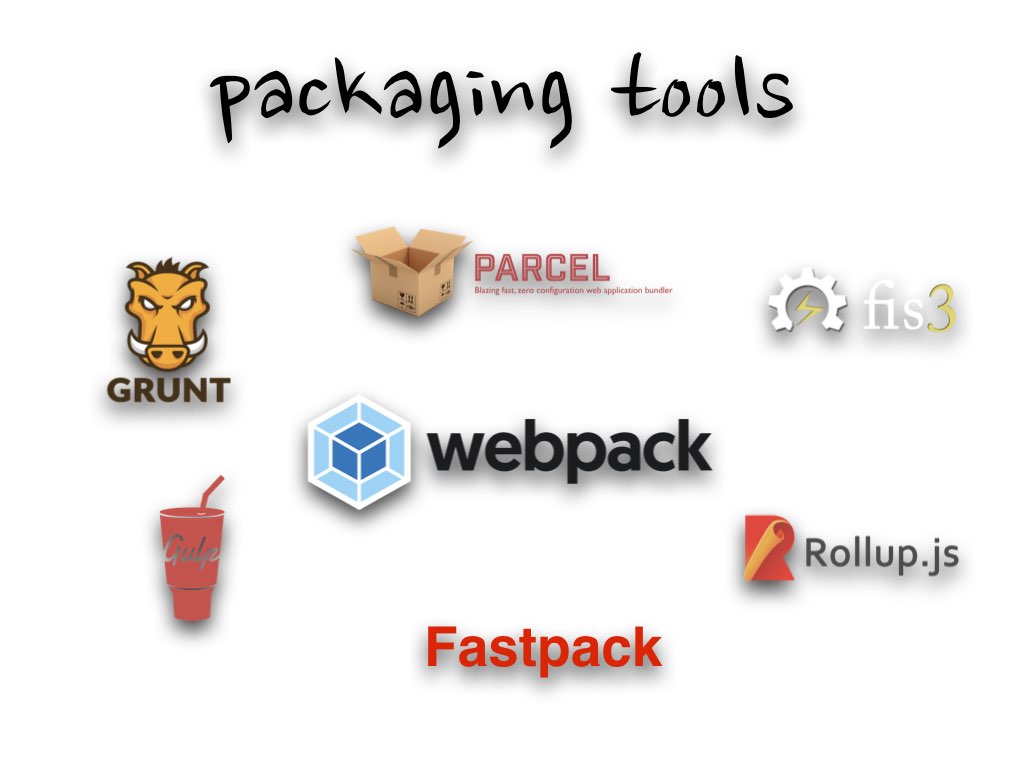 packaging tools
PARCEL
Blazing fast, zero configuration web application bundler
GRUNT
fis3
webpack
Gulp
Rollup.js
Fastpack